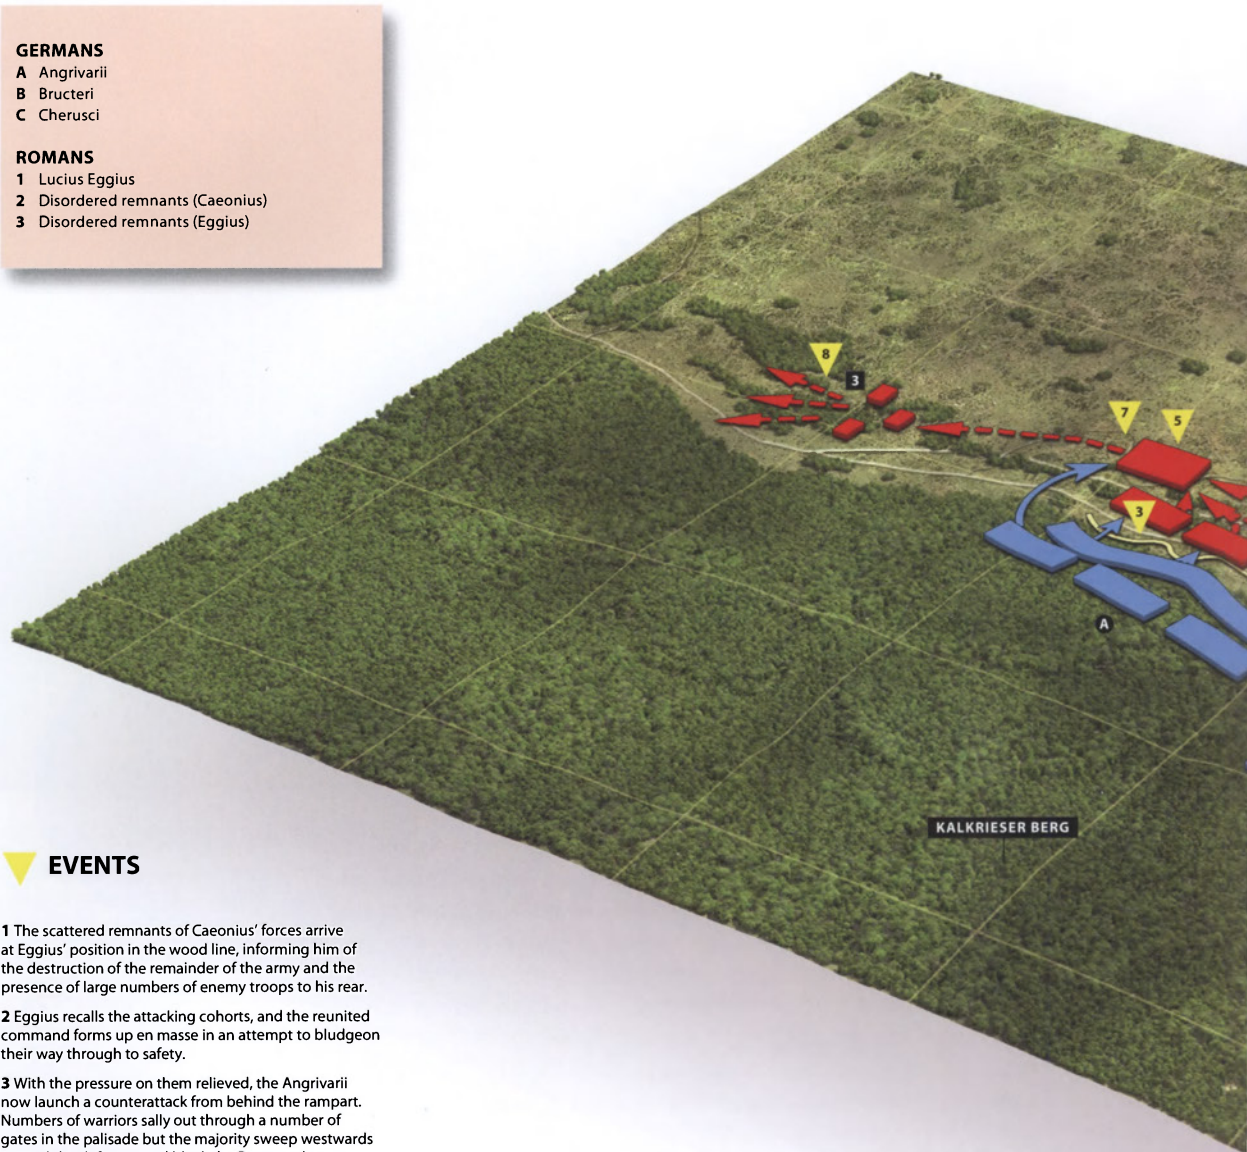 GERMANS
A Angrivarii
B Bructeri
C Cherusci
ROMANS
1 Lucius Eggius
2 Disordered remnants (Caeonius)
3 Disordered remnants (Eggius)
8
3
7
5
3
A
KALKRIESER BERG
EVENTS
1 The scattered remnants of Caeonius' forces arrive
at Eggius' position in the wood line, informing him of
the destruction of the remainder of the army and the
presence of large numbers of enemy troops to his rear.
2 Eggius recalls the attacking cohorts, and the reunited
command forms up en masse in an attempt to bludgeon
their way through to safety.
3 With the pressure on them relieved, the Angrivarii
now launch a counterattack from behind the rampart.
Numbers of warriors sally out through a number of
gates in the palisade but the majority sweep westwards